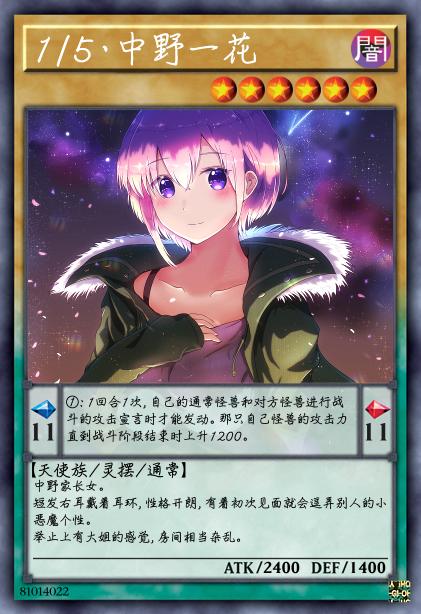 1/5·中野一花
闇
①：1回合1次，自己的通常怪兽和对方怪兽进行战
斗的攻击宣言时才能发动。那只自己怪兽的攻击力
直到战斗阶段结束时上升1200。
11
11
【天使族/灵摆/通常】
中野家长女。
短发右耳戴着耳环，性格开朗，有着初次见面就会逗弄别人的小
恶魔个性。
举止上有大姐的感觉，房间相当杂乱。
ATK/2400 DEF/1400
81014022